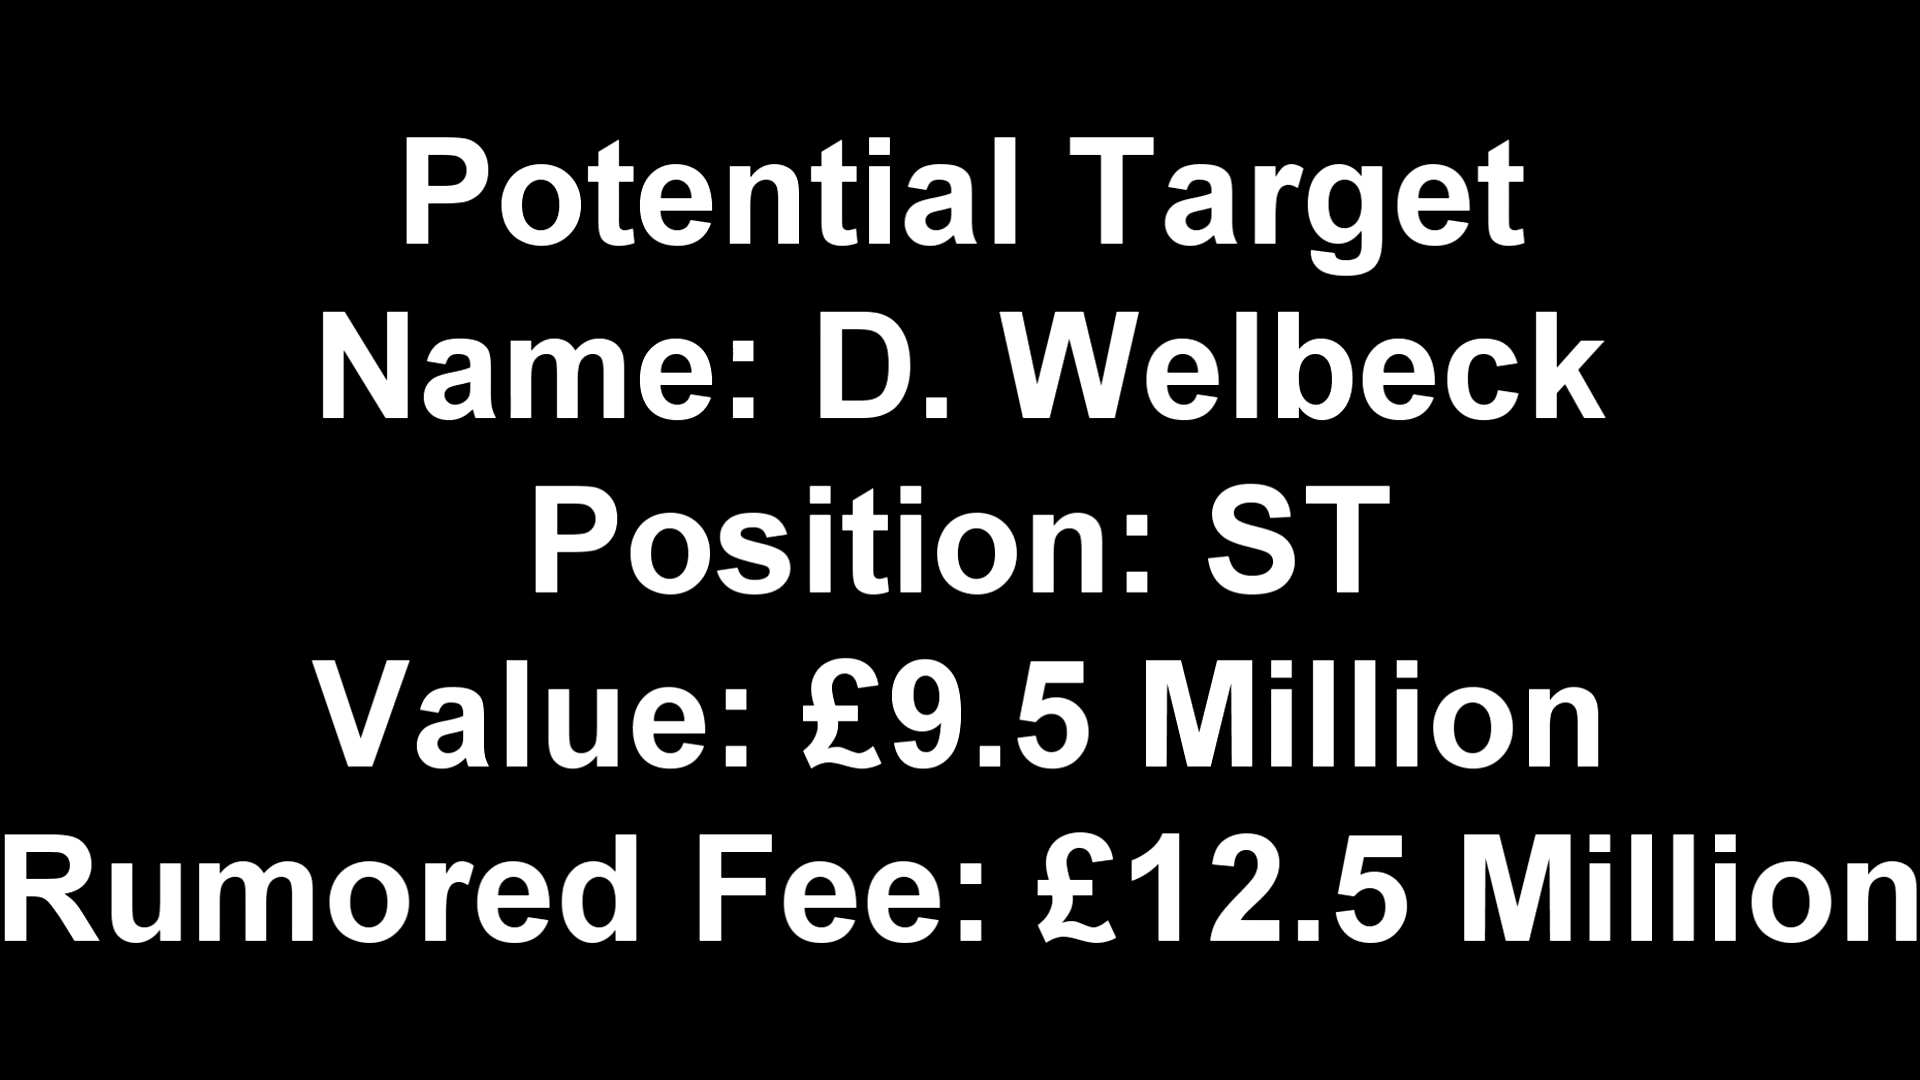 Potential Target
Name: D. Welbeck
Position: ST
Value: £9.5 Million
Rumored Fee: £12.5 Million